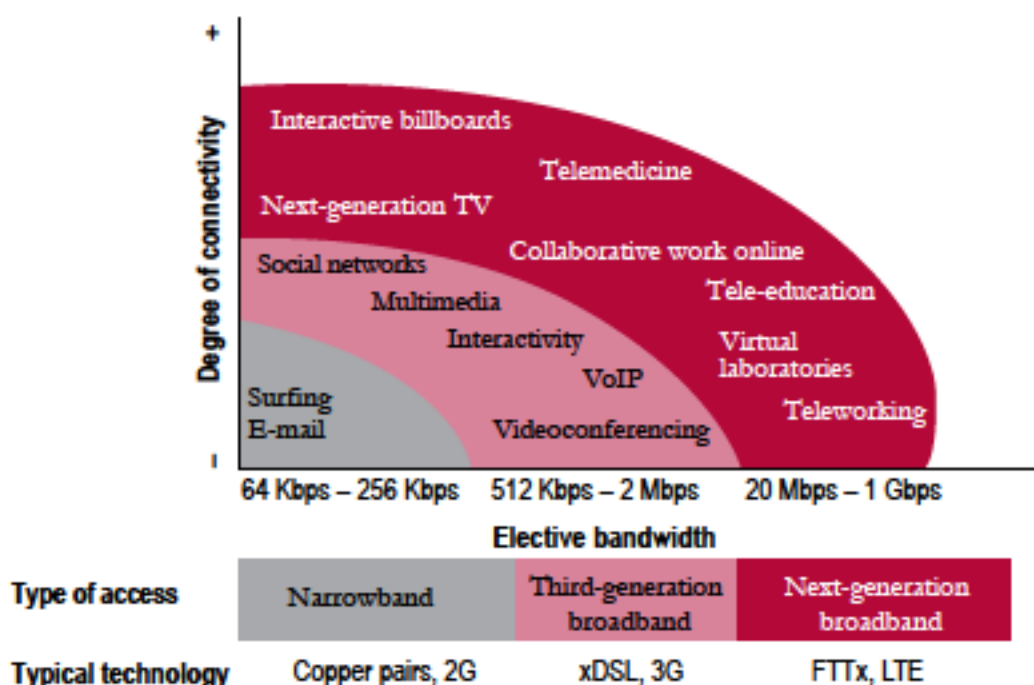 +
Degree of connectivity
–
Interactive billboards
Telemedicine
Next-generation TV
Collaborative work online
Tele-education
Virtual
laboratories
Teleworking
Social networks
Multimedia
Interactivity
VoIP
Videoconferencing
Surfing
E-mail
64 Kbps – 256 Kbps
512 Kbps – 2 Mbps
20 Mbps – 1 Gbps
Elective bandwidth
Type of access
Narrowband
Third-generation
broadband
Next-generation
broadband
Typical technology
Copper pairs, 2G
xDSL, 3G
FTTx, LTE